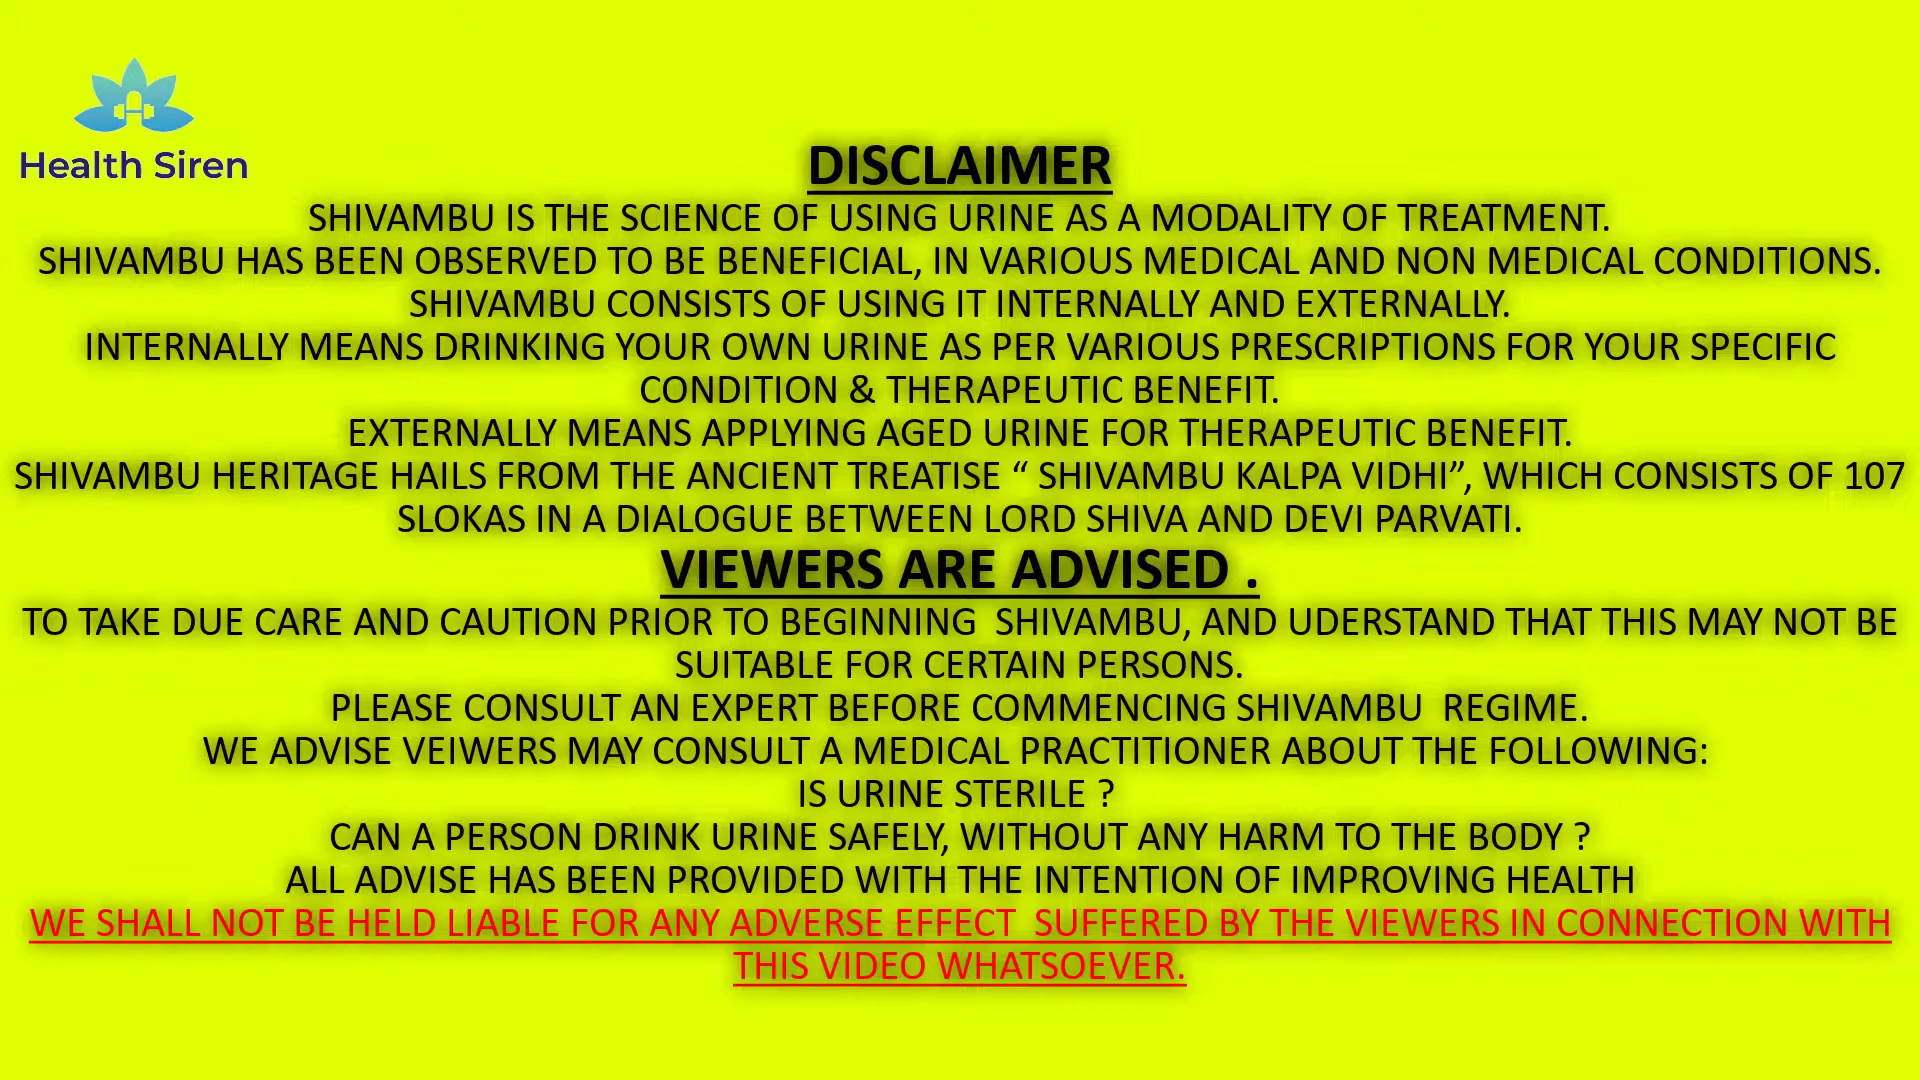 Health Siren
DISCLAIMER
SHIVAMBU IS THE SCIENCE OF USING URINE AS A MODALITY OF TREATMENT.
SHIVAMBU HAS BEEN OBSERVED TO BE BENEFICIAL, IN VARIOUS MEDICAL AND NON MEDICAL CONDITIONS.
SHIVAMBU CONSISTS OF USING IT INTERNALLY AND EXTERNALLY.
INTERNALLY MEANS DRINKING YOUR OWN URINE AS PER VARIOUS PRESCRIPTIONS FOR YOUR SPECIFIC
CONDITION & THERAPEUTIC BENEFIT.
EXTERNALLY MEANS APPLYING AGED URINE FOR THERAPEUTIC BENEFIT.
SHIVAMBU HERITAGE HAILS FROM THE ANCIENT TREATISE “ SHIVAMBU KALPA VIDHI”, WHICH CONSISTS OF 107
SLOKAS IN A DIALOGUE BETWEEN LORD SHIVA AND DEVI PARVATI.
VIEWERS ARE ADVISED .
TO TAKE DUE CARE AND CAUTION PRIOR TO BEGINNING  SHIVAMBU, AND UDERSTAND THAT THIS MAY NOT BE
SUITABLE FOR CERTAIN PERSONS.
PLEASE CONSULT AN EXPERT BEFORE COMMENCING SHIVAMBU  REGIME.
WE ADVISE VEIWERS MAY CONSULT A MEDICAL PRACTITIONER ABOUT THE FOLLOWING:
IS URINE STERILE ?
CAN A PERSON DRINK URINE SAFELY, WITHOUT ANY HARM TO THE BODY ?
ALL ADVISE HAS BEEN PROVIDED WITH THE INTENTION OF IMPROVING HEALTH
WE SHALL NOT BE HELD LIABLE FOR ANY ADVERSE EFFECT  SUFFERED BY THE VIEWERS IN CONNECTION WITH
THIS VIDEO WHATSOEVER.